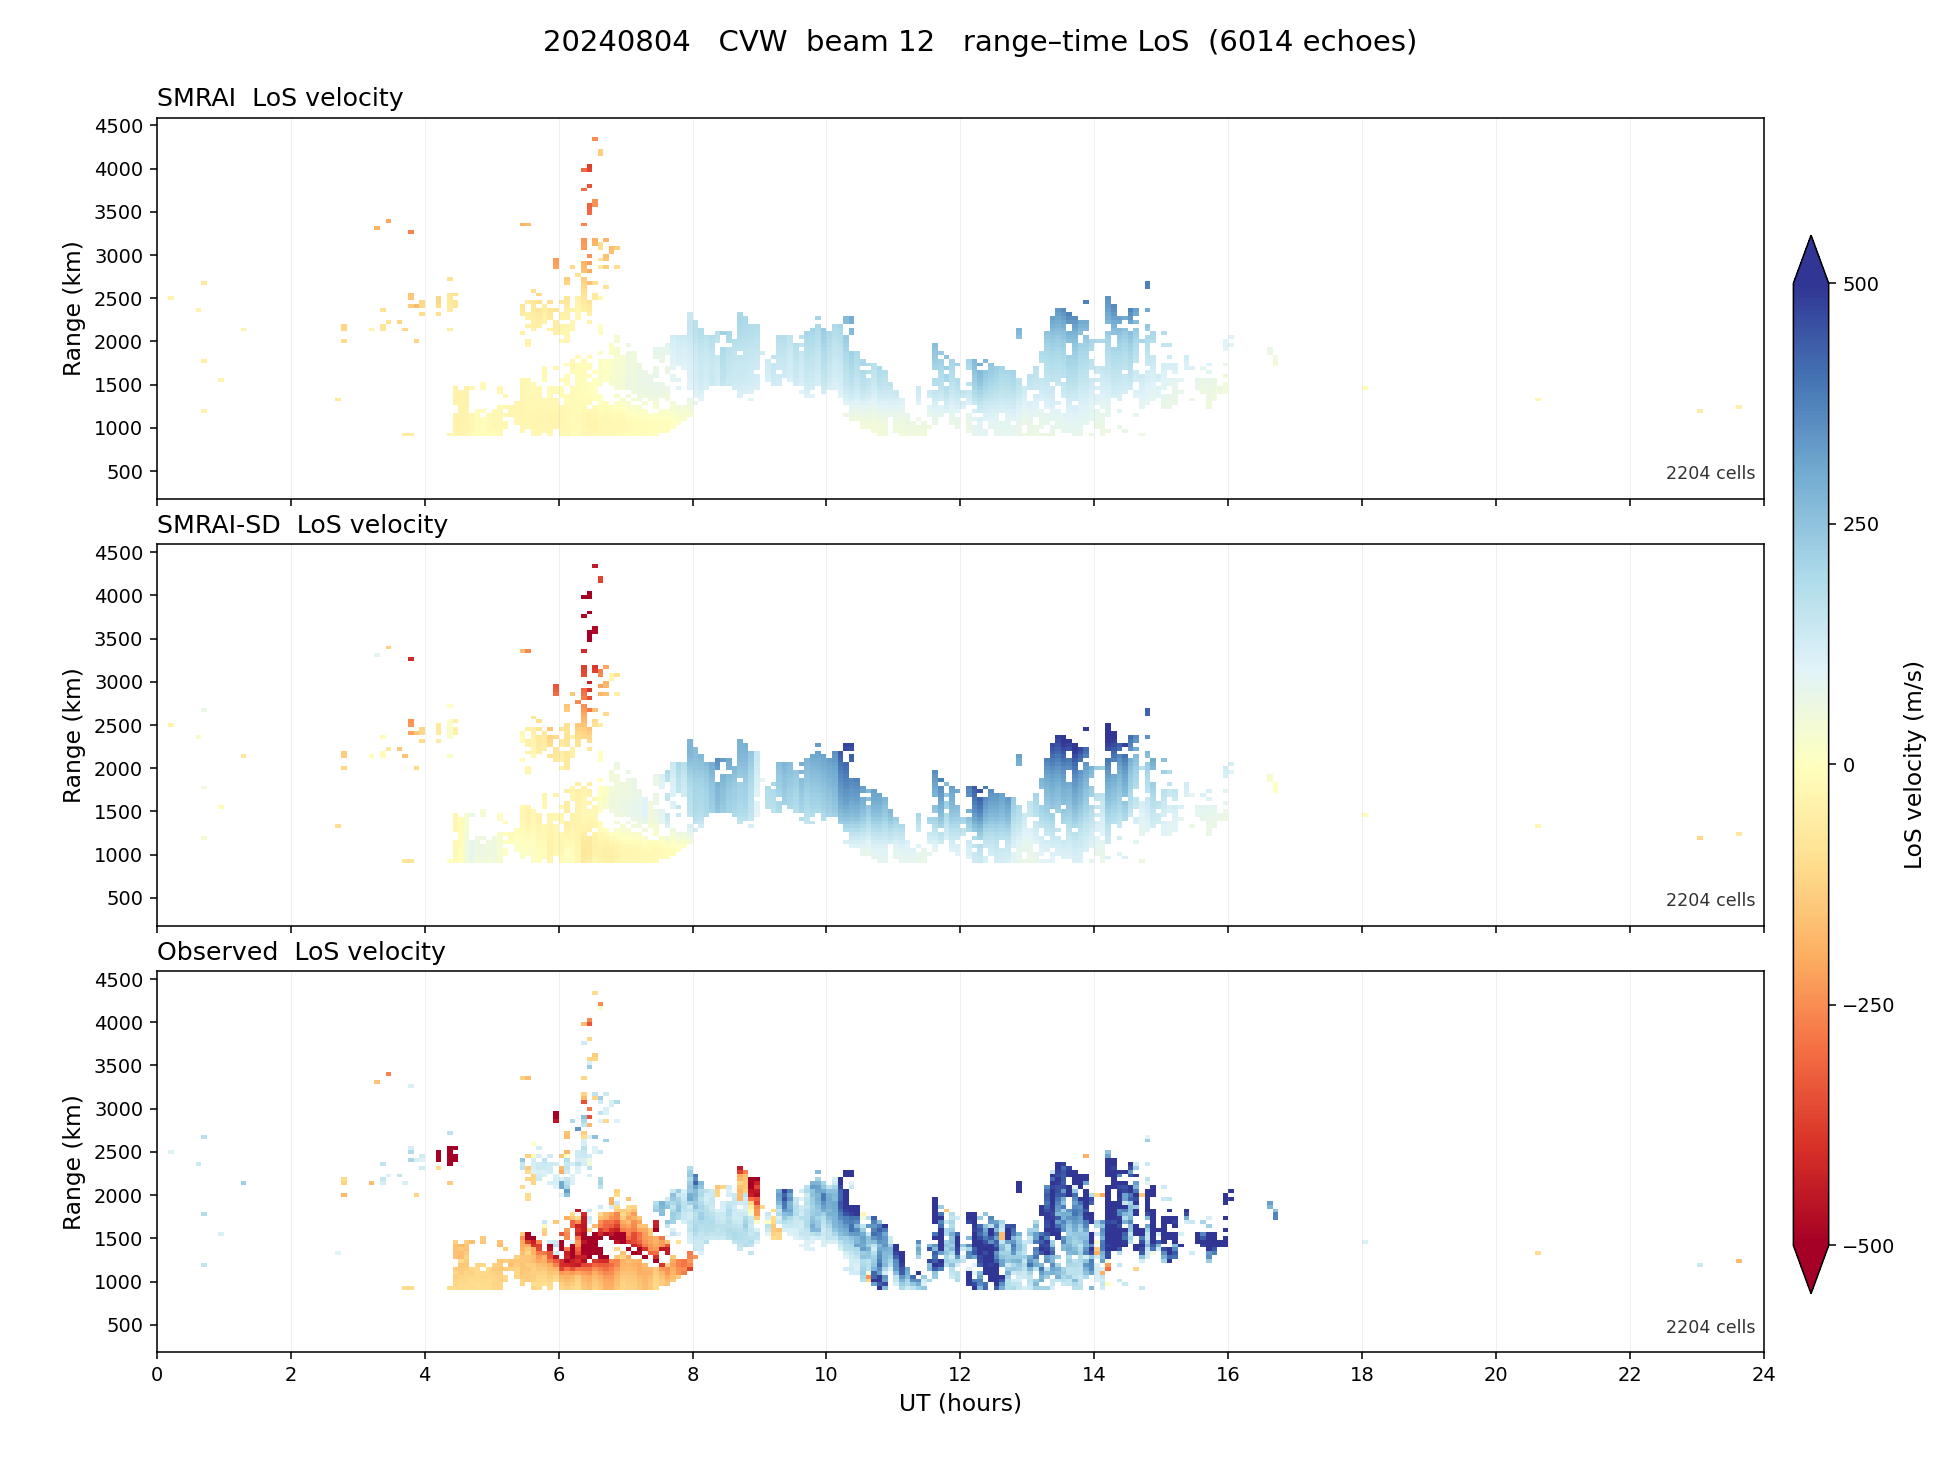 20240804   CVW  beam 12   range–time LoS  (6014 echoes)
SMRAI  LoS velocity
4500
4000
3500
3000
2500
2000
1500
1000
500
Range (km)
2204 cells
SMRAI-SD  LoS velocity
4500
4000
3500
3000
2500
2000
1500
1000
500
Range (km)
2204 cells
Observed  LoS velocity
4500
4000
3500
3000
2500
2000
1500
1000
500
Range (km)
2204 cells
0 2 4 6 8 10 12 14 16 18 20 22 24
UT (hours)
500
250
0
−250
−500
LoS velocity (m/s)